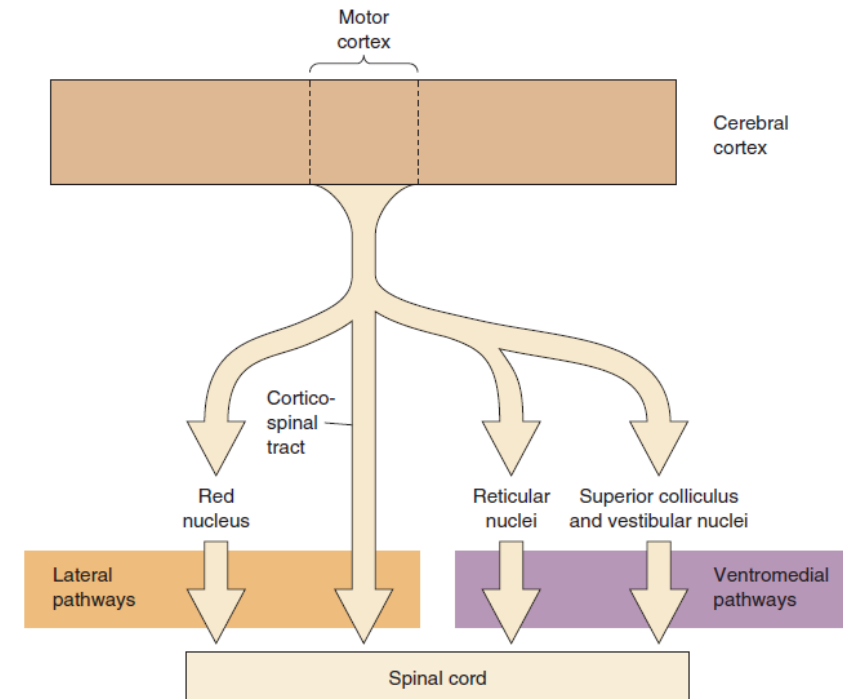 Motor
cortex
Cerebral
cortex
Cortico-
spinal
tract
Red
nucleus
Reticular
nuclei
Superior colliculus
and vestibular nuclei
Lateral
pathways
Ventromedial
pathways
Spinal cord